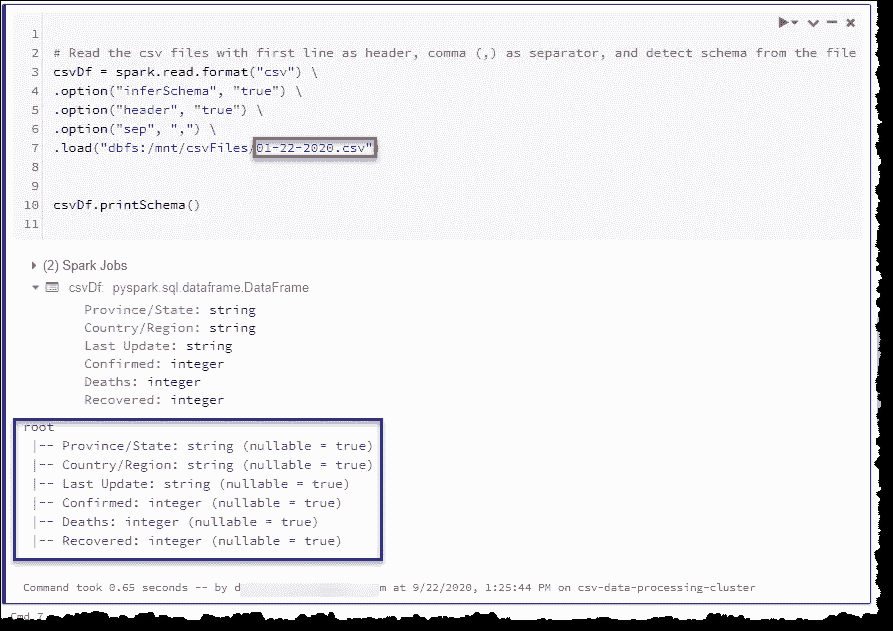 1
2 # Read the csv files with first line as header, comma (,) as separator, and detect schema from the file
3 csvDf = spark.read.format("csv") \
4 .option("inferSchema", "true") \
5 .option("header", "true") \
6 .option("sep", ",") \
7 .load("dbfs:/mnt/csvFiles/01-22-2020.csv")
8
9
10 csvDf.printSchema()
11
(2) Spark Jobs
csvDf: pyspark.sql.dataframe.DataFrame
Province/State: string
Country/Region: string
Last Update: string
Confirmed: integer
Deaths: integer
Recovered: integer
root
|-- Province/State: string (nullable = true)
|-- Country/Region: string (nullable = true)
|-- Last Update: string (nullable = true)
|-- Confirmed: integer (nullable = true)
|-- Deaths: integer (nullable = true)
|-- Recovered: integer (nullable = true)
Command took 0.65 seconds -- by d m at 9/22/2020, 1:25:44 PM on csv-data-processing-cluster
Cmd 7